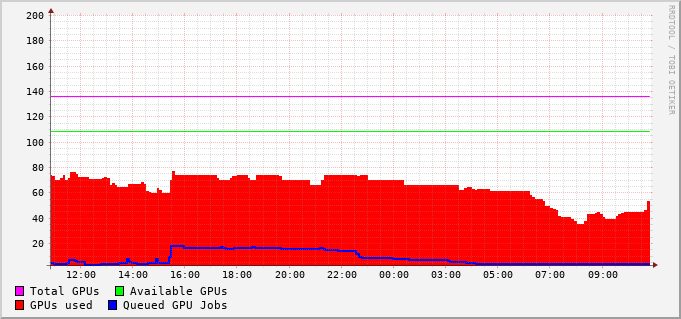 200
180
160
140
120
100
80
60
40
20
12:00 14:00 16:00 18:00 20:00 22:00 00:00 03:00 05:00 07:00 09:00
Total GPUs Available GPUs
GPUs used Queued GPU Jobs
RRDTOOL / TOBI OETIKER